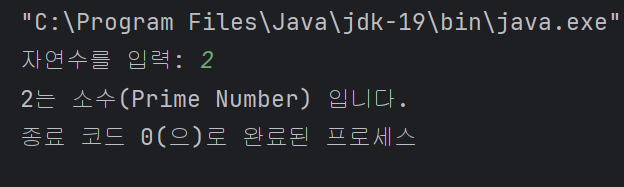 "C:\Program Files\Java\jdk-19\bin\java.exe"
자연수를 입력: 2
2는 소수(Prime Number) 입니다.
종료 코드 0(으)로 완료된 프로세스